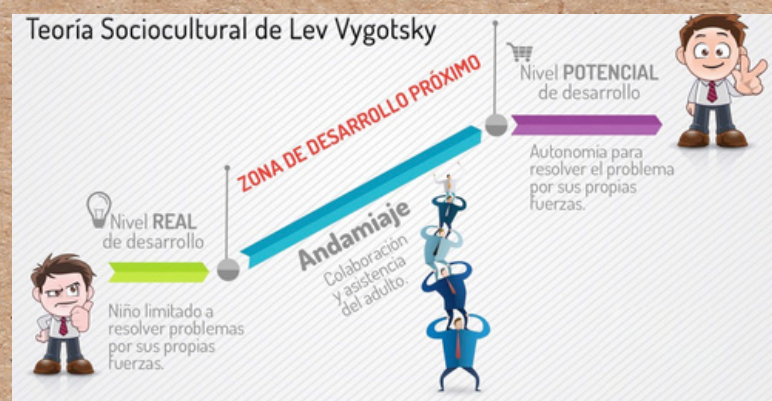 Teoría Sociocultural de Lev Vygotsky
ZONA DE DESARROLLO PRÓXIMO
Nivel POTENCIAL
de desarrollo
Autonomía para
resolver el problema
por sus propias
fuerzas.
Nivel REAL
de desarrollo
Andamiaje
Colaboración
y asistencia
del adulto.
Niño limitado a
resolver problemas
por sus propias
fuerzas.